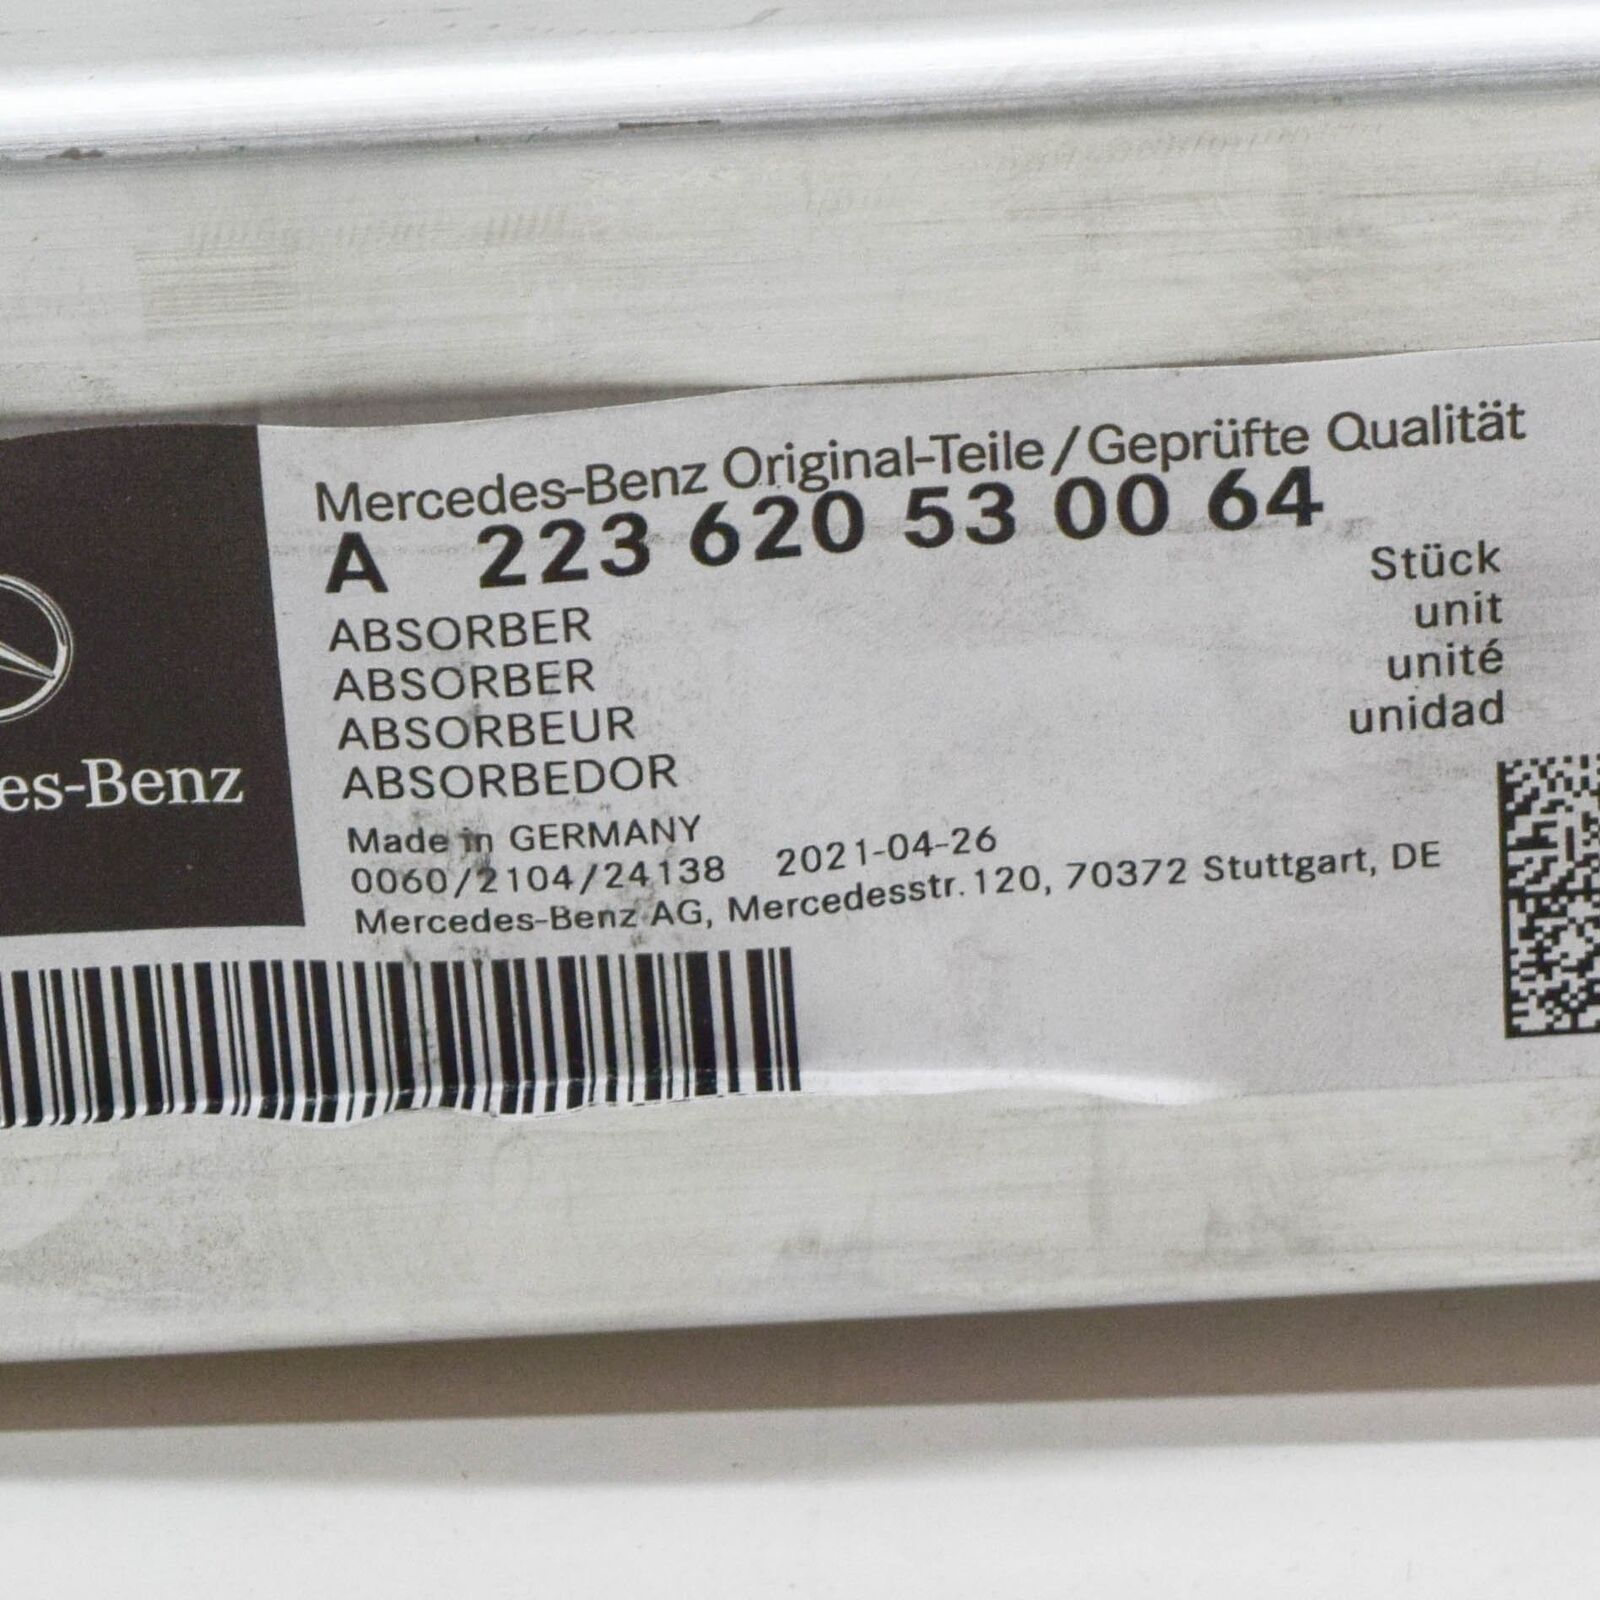 Mercedes-Benz Original-Teile/Geprüfte Qualität
A 223 620 53 00 64
Stück
unit
unité
unidad
ABSORBER
ABSORBER
ABSORBEUR
ABSORBEDOR
es-Benz
Made in GERMANY
0060/2104/24138 2021-04-26
Mercedes-Benz AG, Mercedesstr. 120, 70372 Stuttgart, DE